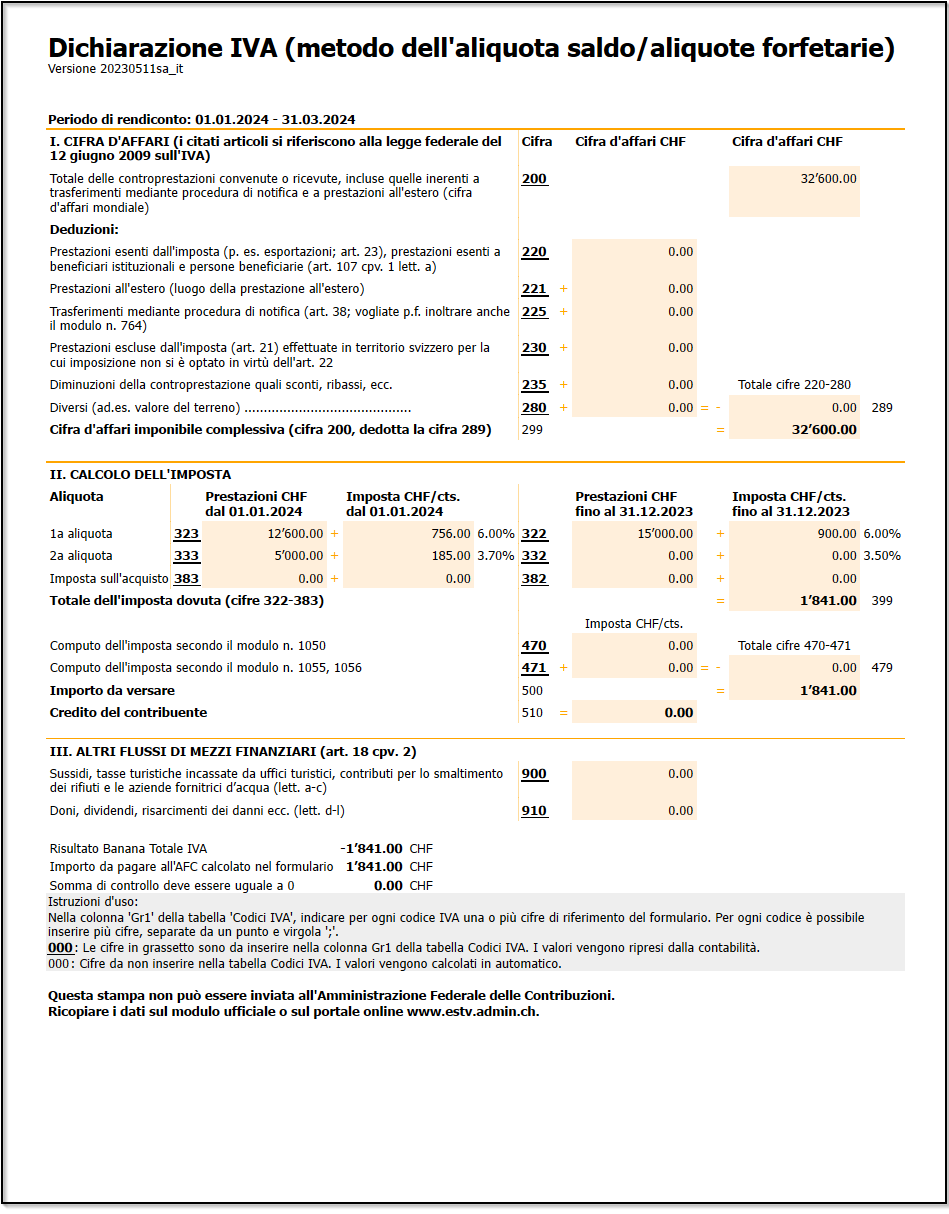 Dichiarazione IVA (metodo dell'aliquota saldo/aliquote forfetarie)
Versione 20230511sa_it
Periodo di rendiconto: 01.01.2024 - 31.03.2024
I. CIFRA D'AFFARI (i citati articoli si riferiscono alla legge federale del 12 giugno 2009 sull'IVA) Cifra Cifra d'affari CHF Cifra d'affari CHF
Totale delle controprestazioni convenute o ricevute, incluse quelle inerenti a 200 32’600.00
trasferimenti mediante procedura di notifica e a prestazioni all'estero (cifra
d'affari mondiale)
Deduzioni:
Prestazioni esenti dall'imposta (p. es. esportazioni; art. 23), prestazioni esenti a 220 0.00
beneficiari istituzionali e persone beneficiarie (art. 107 cpv. 1 lett. a)
Prestazioni all'estero (luogo della prestazione all'estero) 221 + 0.00
Trasferimenti mediante procedura di notifica (art. 38; vogliate p.f. inoltrare anche 225 + 0.00
il modulo n. 764)
Prestazioni escluse dall'imposta (art. 21) effettuate in territorio svizzero per la 230 + 0.00
cui imposizione non si è optato in virtù dell'art. 22
Diminuzioni della controprestazione quali sconti, ribassi, ecc. 235 + 0.00 Totale cifre 220-280
Diversi (ad.es. valore del terreno) .......................................... 280 + 0.00 = - 0.00 289
Cifra d'affari imponibile complessiva (cifra 200, dedotta la cifra 289) 299 = 32’600.00
II. CALCOLO DELL'IMPOSTA
Aliquota Prestazioni CHF Imposta CHF/cts. Prestazioni CHF Imposta CHF/cts.
dal 01.01.2024 dal 01.01.2024 fino al 31.12.2023 fino al 31.12.2023
1a aliquota 323 12’600.00 + 756.00 6.00% 322 15’000.00 + 900.00 6.00%
2a aliquota 333 5’000.00 + 185.00 3.70% 332 0.00 + 0.00 3.50%
Imposta sull'acquisto 383 0.00 + 0.00 382 0.00 + 0.00
Totale dell'imposta dovuta (cifre 322-383) = 1’841.00 399
Imposta CHF/cts.
Computo dell'imposta secondo il modulo n. 1050 470 0.00 Totale cifre 470-471
Computo dell'imposta secondo il modulo n. 1055, 1056 471 + 0.00 = - 0.00 479
Importo da versare 500 = 1’841.00
Credito del contribuente 510 = 0.00
III. ALTRI FLUSSI DI MEZZI FINANZIARI (art. 18 cpv. 2)
Sussidi, tasse turistiche incassate da uffici turistici, contributi per lo smaltimento 900 0.00
dei rifiuti e le aziende fornitrici d’acqua (lett. a-c)
Doni, dividendi, risarcimenti dei danni ecc. (lett. d-l) 910 0.00
Risultato Banana Totale IVA -1’841.00 CHF
Importo da pagare all'AFC calcolato nel formulario 1’841.00 CHF
Somma di controllo deve essere uguale a 0 0.00 CHF
Istruzioni d'uso:
Nella colonna 'Gr1' della tabella 'Codici IVA', indicare per ogni codice IVA una o più cifre di riferimento del formulario. Per ogni codice è possibile
inserire più cifre, separate da un punto e virgola ';'.
000: Le cifre in grassetto sono da inserire nella colonna Gr1 della tabella Codici IVA. I valori vengono ripresi dalla contabilità.
000: Cifre da non inserire nella tabella Codici IVA. I valori vengono calcolati in automatico.
Questa stampa non può essere inviata all'Amministrazione Federale delle Contribuzioni.
Ricopiare i dati sul modulo ufficiale o sul portale online www.estv.admin.ch.